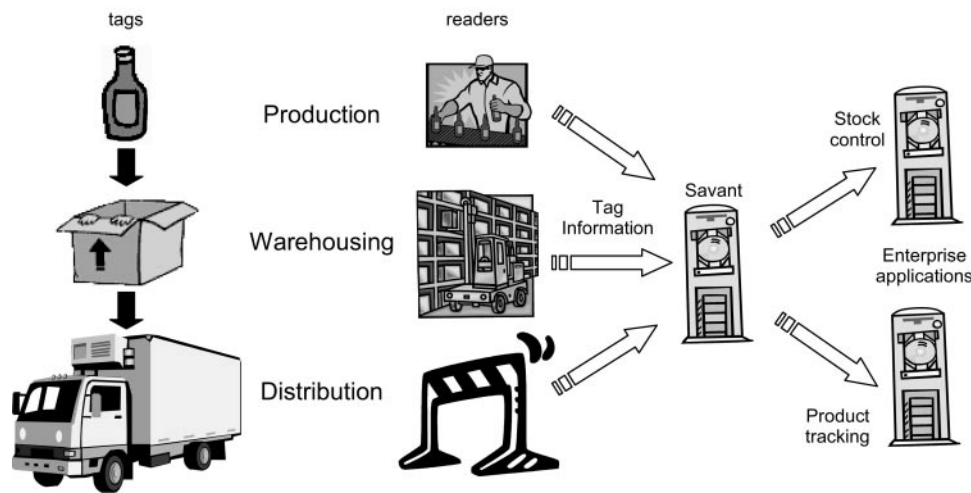 tags
readers
Production
Stock
control
Savant
Tag
Information
Warehousing
Enterprise
applications
Distribution
Product
tracking